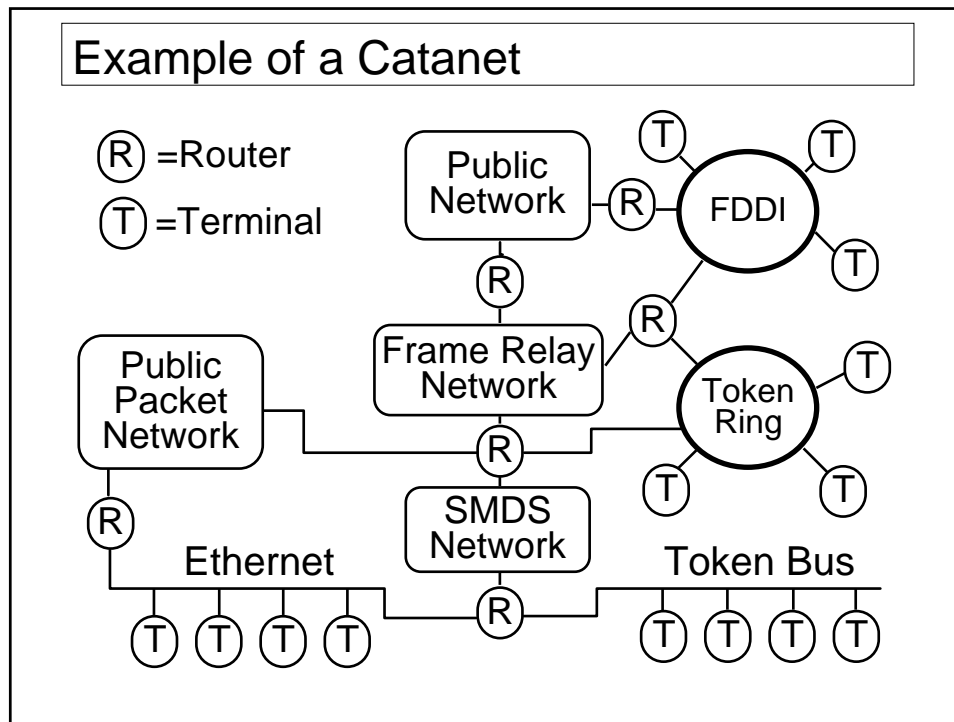 Example of a Catanet
R =Router
T =Terminal
Public
Network
R
T
T
FDDI
T
R
R
Public
Packet
Network
Frame Relay
Network
Token
Ring
T
T
T
R
R
SMDS
Network
Ethernet
Token Bus
R
T
T
T
T
T
T
T
T